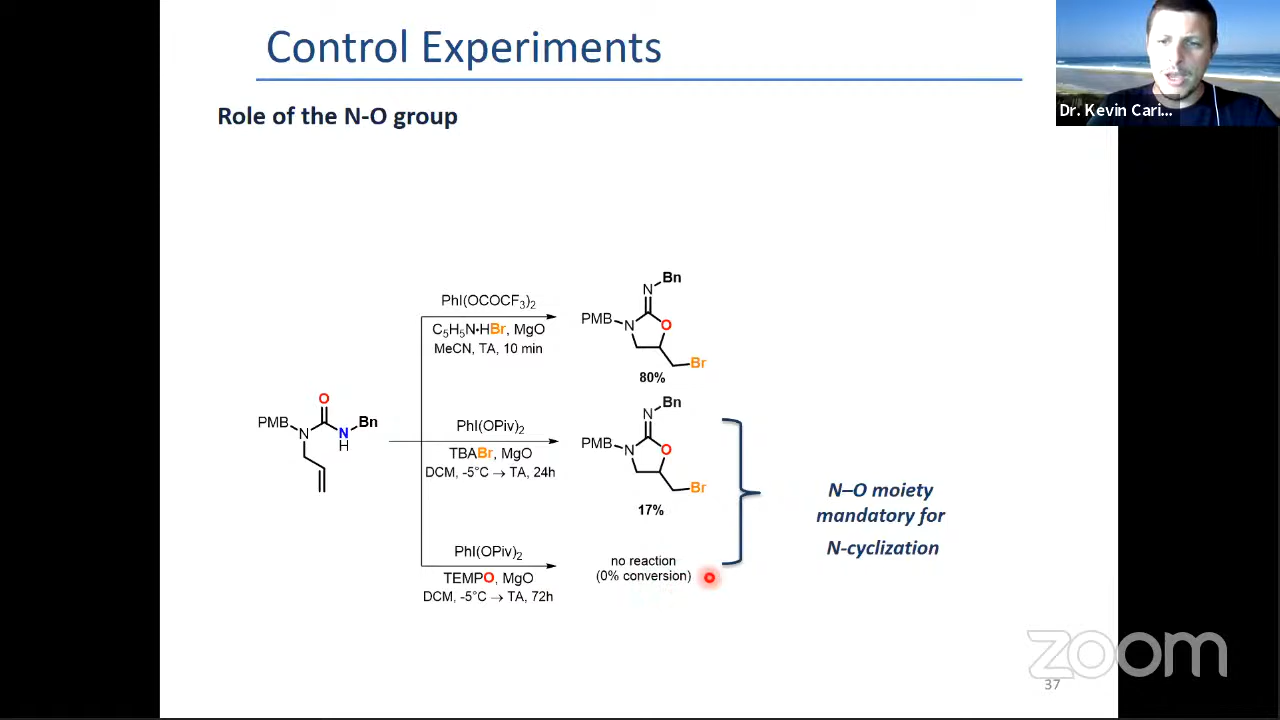 Control Experiments
Dr. Kevin Cari...
Role of the N-O group
PhI(OCOCF₃)₂
C₅H₅N•HBr, MgO
MeCN, TA, 10 min
N
Bn
PMB
N
O
Br
80%
O
PMB
N
N
H
Bn
PhI(OPiv)₂
TBABr, MgO
DCM, -5°C → TA, 24h
N
Bn
PMB
N
O
Br
17%
PhI(OPiv)₂
TEMPO, MgO
DCM, -5°C → TA, 72h
no reaction
(0% conversion)
N–O moiety
mandatory for
N-cyclization
zoom
37